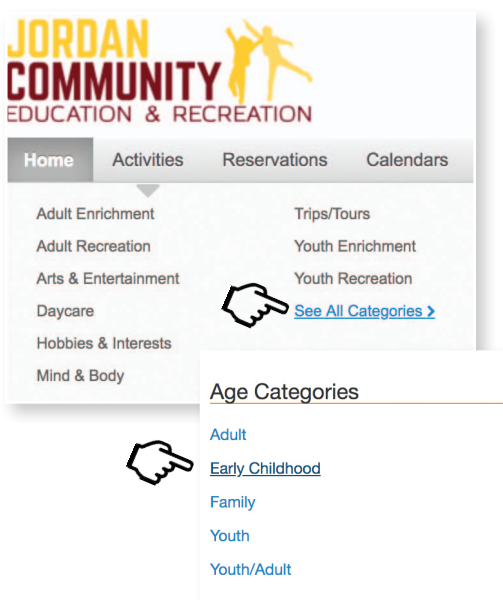 JORDAN
COMMUNITY
EDUCATION & RECREATION
Home Activities Reservations Calendars
Adult Enrichment
Adult Recreation
Arts & Entertainment
Daycare
Hobbies & Interests
Mind & Body
Trips/Tours
Youth Enrichment
Youth Recreation
See All Categories >
Age Categories
Adult
Early Childhood
Family
Youth
Youth/Adult